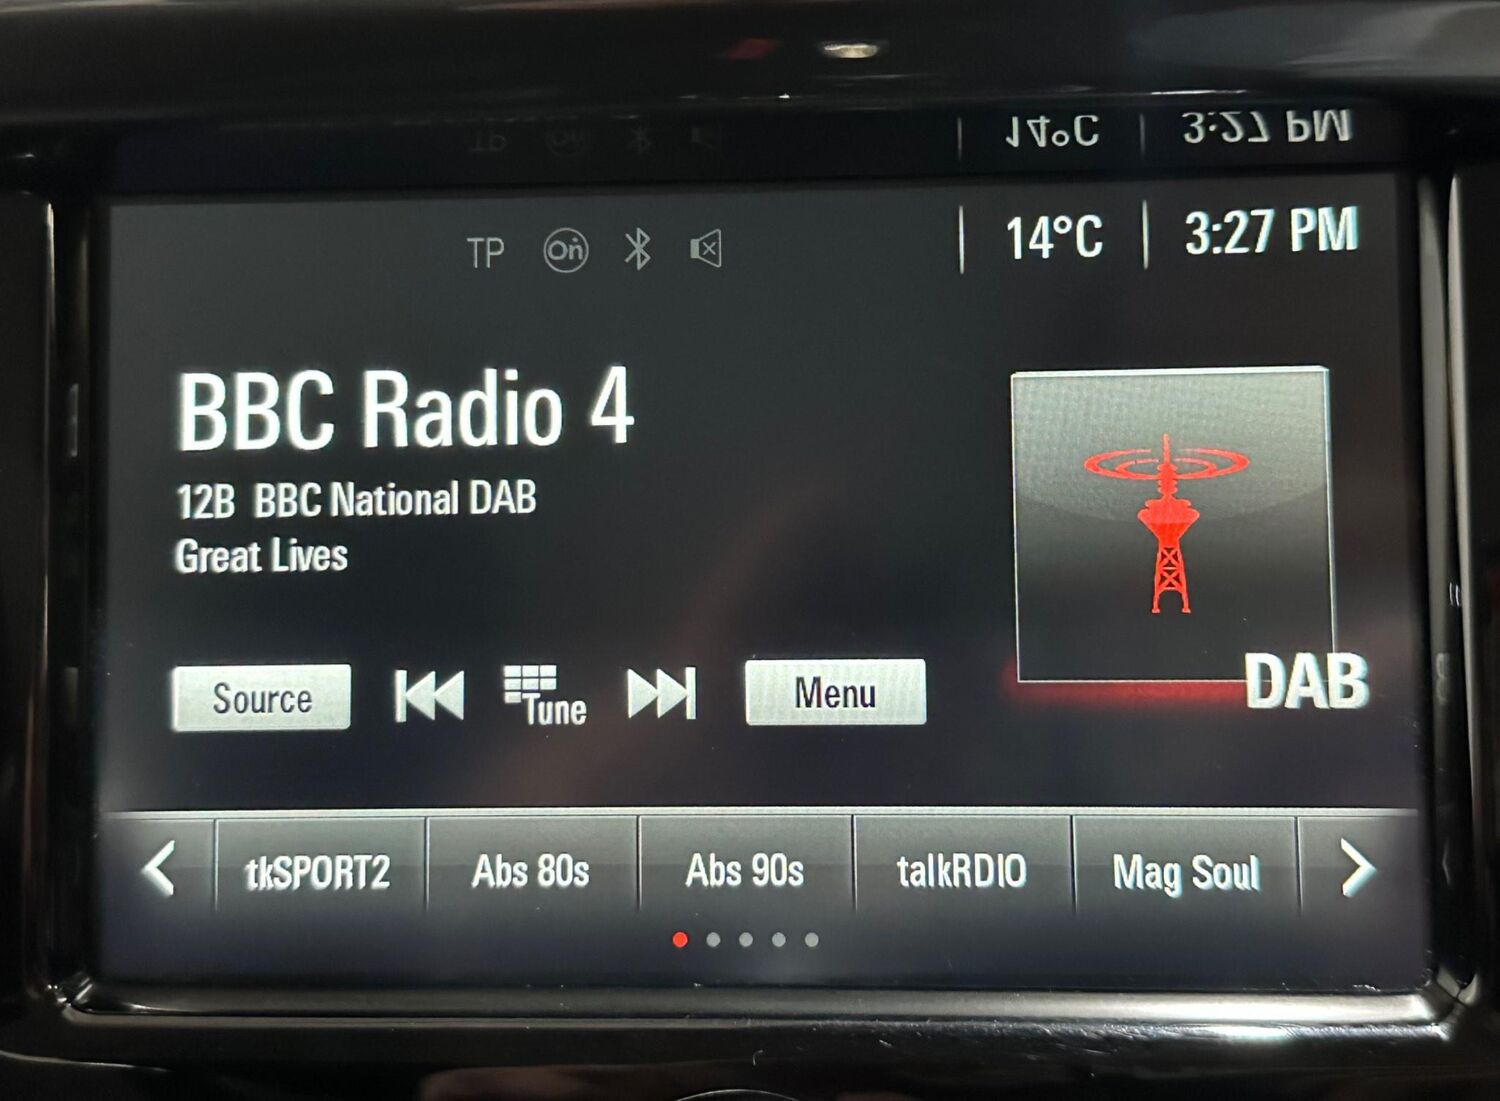 TP On 14°C 3:27 PM
BBC Radio 4
12B BBC National DAB
Great Lives
DAB
Source Tune Menu
tkSPORT2 Abs 80s Abs 90s talkRDIO Mag Soul